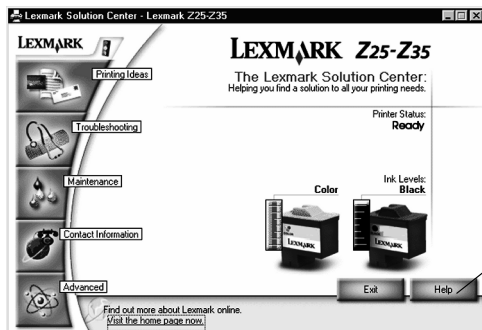 Lexmark Solution Center - Lexmark Z25-Z35
LEXMARK
LEXMARK Z25-Z35
The Lexmark Solution Center:
Helping you find a solution to all your printing needs.
Printing Ideas
Printer Status:
Ready
Troubleshooting
Maintenance
Ink Levels:
Color
Black
LEXMARK
LEXMARK
Contact Information
Advanced
Exit
Help
Find out more about Lexmark online.
Visit the home page now.